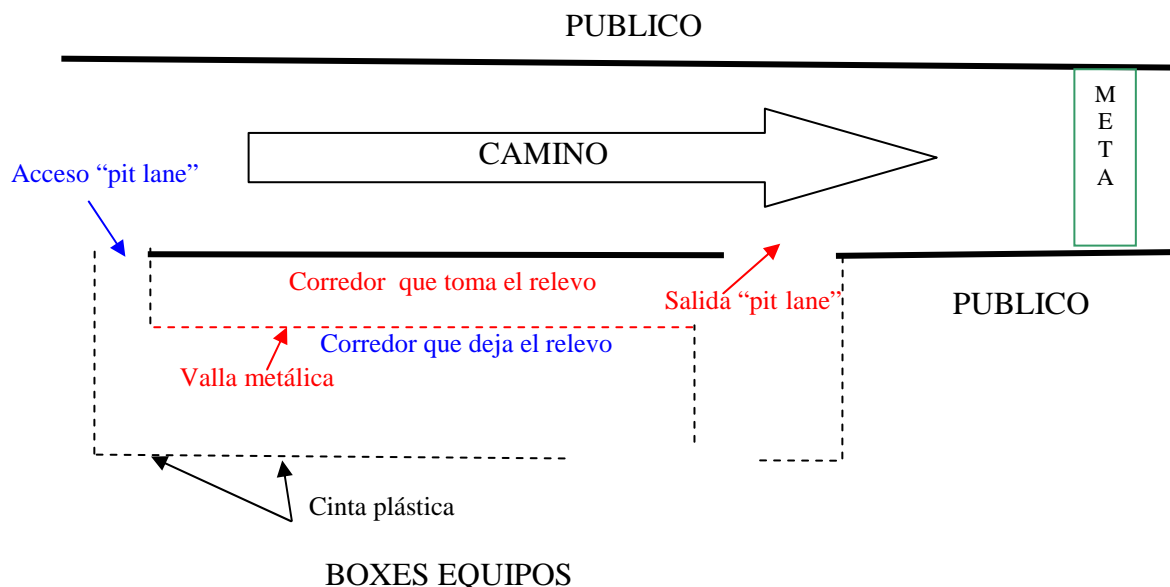 PUBLICO
M
E
T
A
CAMINO
Acceso “pit lane”
Corredor que toma el relevo
Salida “pit lane”
PUBLICO
Corredor que deja el relevo
Valla metálica
Cinta plástica
BOXES EQUIPOS